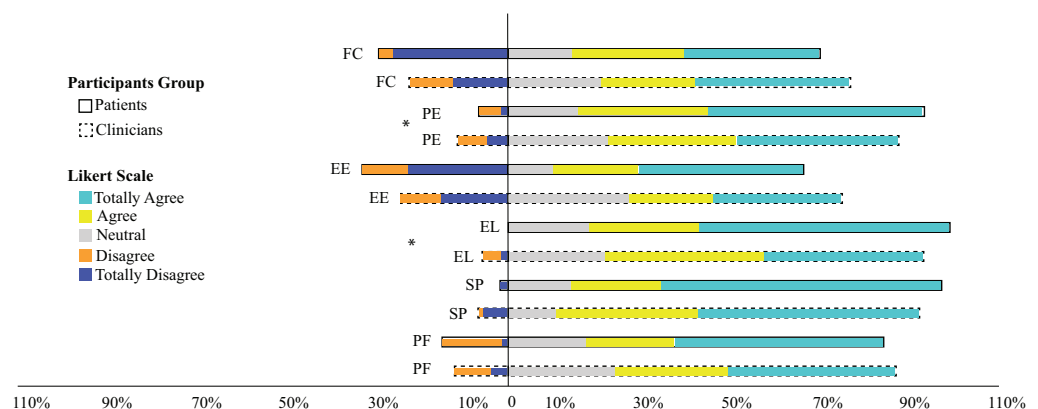 FC
FC
Participants Group
Patients
PE
Clinicians
*
PE
EE
Likert Scale
Totally Agree
EE
Agree
EL
Neutral
*
Disagree
EL
Totally Disagree
SP
SP
PF
PF
110% 90% 70% 50% 30% 10% 0 10% 30% 50% 70% 90% 110%